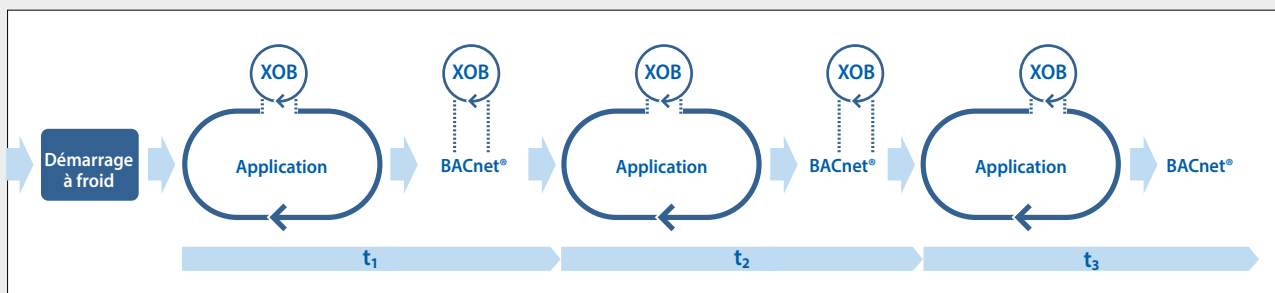 XOB
XOB
XOB
XOB
XOB
Démarrage
à froid
Application
BACnet®
Application
BACnet®
Application
BACnet®
t₁
t₂
t₃